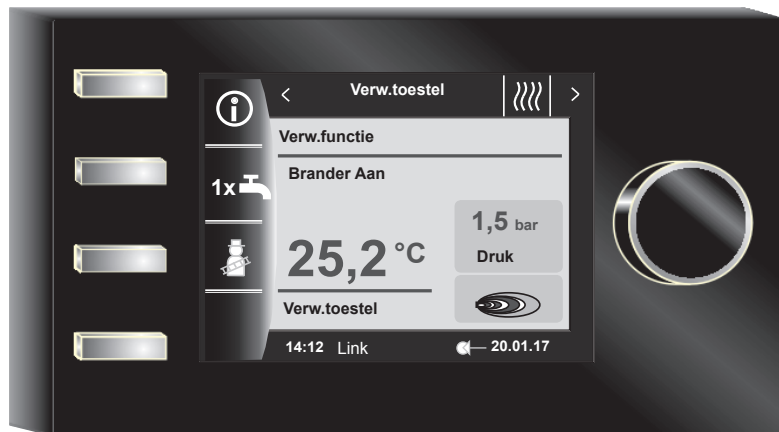 Verw.toestel
Verw.functie
1x
Brander Aan
1,5 bar
Druk
25,2 °C
Verw.toestel
14:12 Link 20.01.17